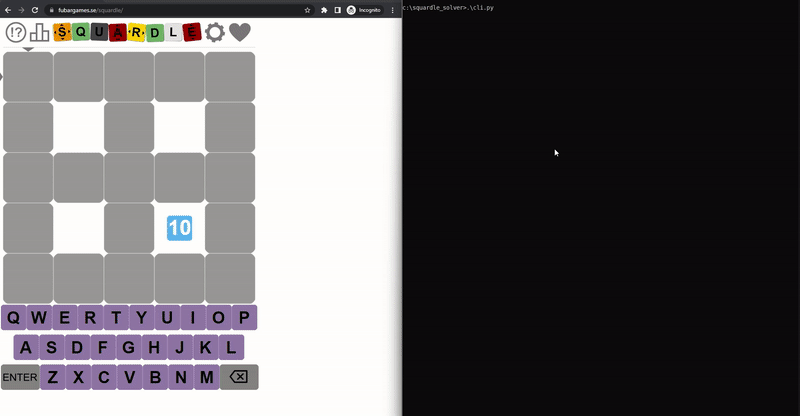 fubargames.se/squardle/
Incognito
!?
SQUARDLE
10
Q W E R T Y U I O P
A S D F G H J K L
ENTER Z X C V B N M
c:\squardle_solver>.\cli.py